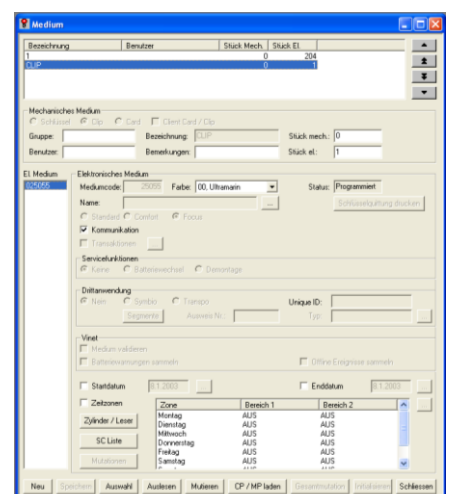 Medium
Bezeichnung Benutzer Stück Mech. Stück El.
1 0 204
CLIP 0 1
Mechanisches Medium
Schlüssel Clip Card Client Card / Clip
Gruppe: Bezeichnung: CLIP Stück mech.: 0
Benutzer: Bemerkungen: Stück el.: 1
El. Medium
025055
Elektronisches Medium
Mediumcode: 25055 Farbe: 00, Ultramarin Status: Programmiert
Name: ... Schlüsselquittung drucken
Standard Comfort Focus
Kommunikation
Transaktionen ...
Servicefunktionen
Keine Batteriewechsel Demontage
Drittanwendung
Nein Symbio Transpo Unique ID:
Segmente Ausweis Nr.: Typ: ...
Vinet
Medium validieren
Batteriewarnungen sammeln Offline Ereignisse sammeln
Startdatum 8.1.2003 ... Enddatum 8.1.2003 ...
Zeitzonen
Zylinder / Leser
SC Liste
Mutationen
Zone Bereich 1 Bereich 2
Montag AUS AUS
Dienstag AUS AUS
Mittwoch AUS AUS
Donnerstag AUS AUS
Freitag AUS AUS
Samstag AUS AUS
Neu Speichern Auswahl Auslesen Mutieren CP / MP laden Gesamtmutation Initialisieren Schliessen